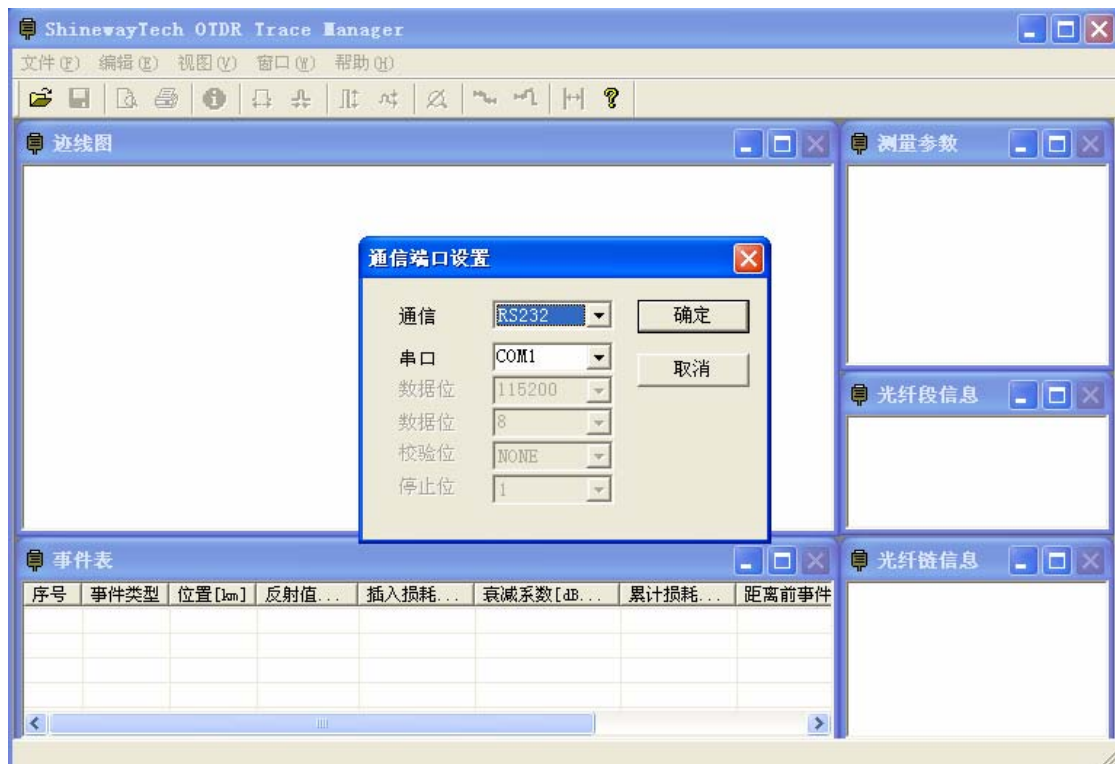 ShinewayTech OTDR Trace Manager
文件(F) 编辑(E) 视图(V) 窗口(W) 帮助(H)
迹线图
测量参数
通信端口设置
通信 RS232 确定
串口 COM1 取消
数据位 115200
数据位 8
校验位 NONE
停止位 1
光纤段信息
事件表
光纤链信息
序号 事件类型 位置[km] 反射值... 插入损耗... 衰减系数[dB... 累计损耗... 距离前事件